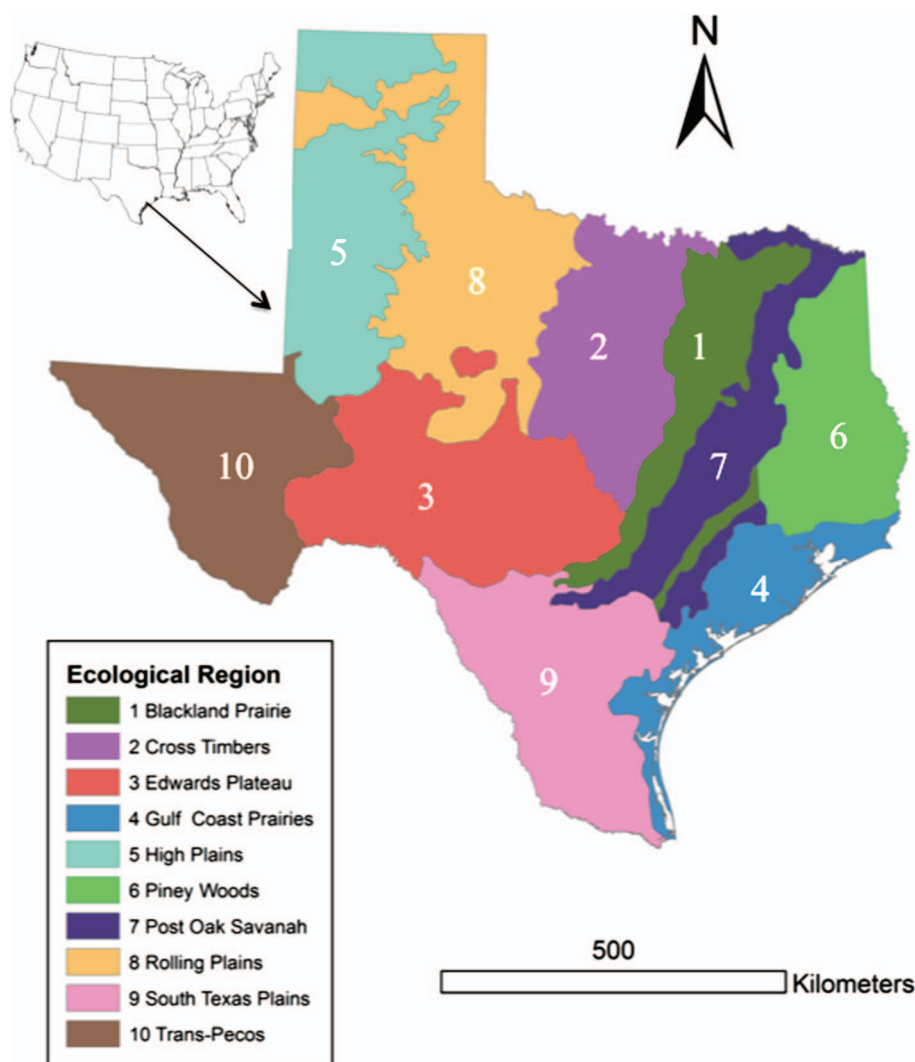 N
5
8
2
1
6
7
10
3
4
9
Ecological Region
1 Blackland Prairie
2 Cross Timbers
3 Edwards Plateau
4 Gulf Coast Prairies
5 High Plains
6 Piney Woods
7 Post Oak Savanah
8 Rolling Plains
9 South Texas Plains
10 Trans-Pecos
500
Kilometers